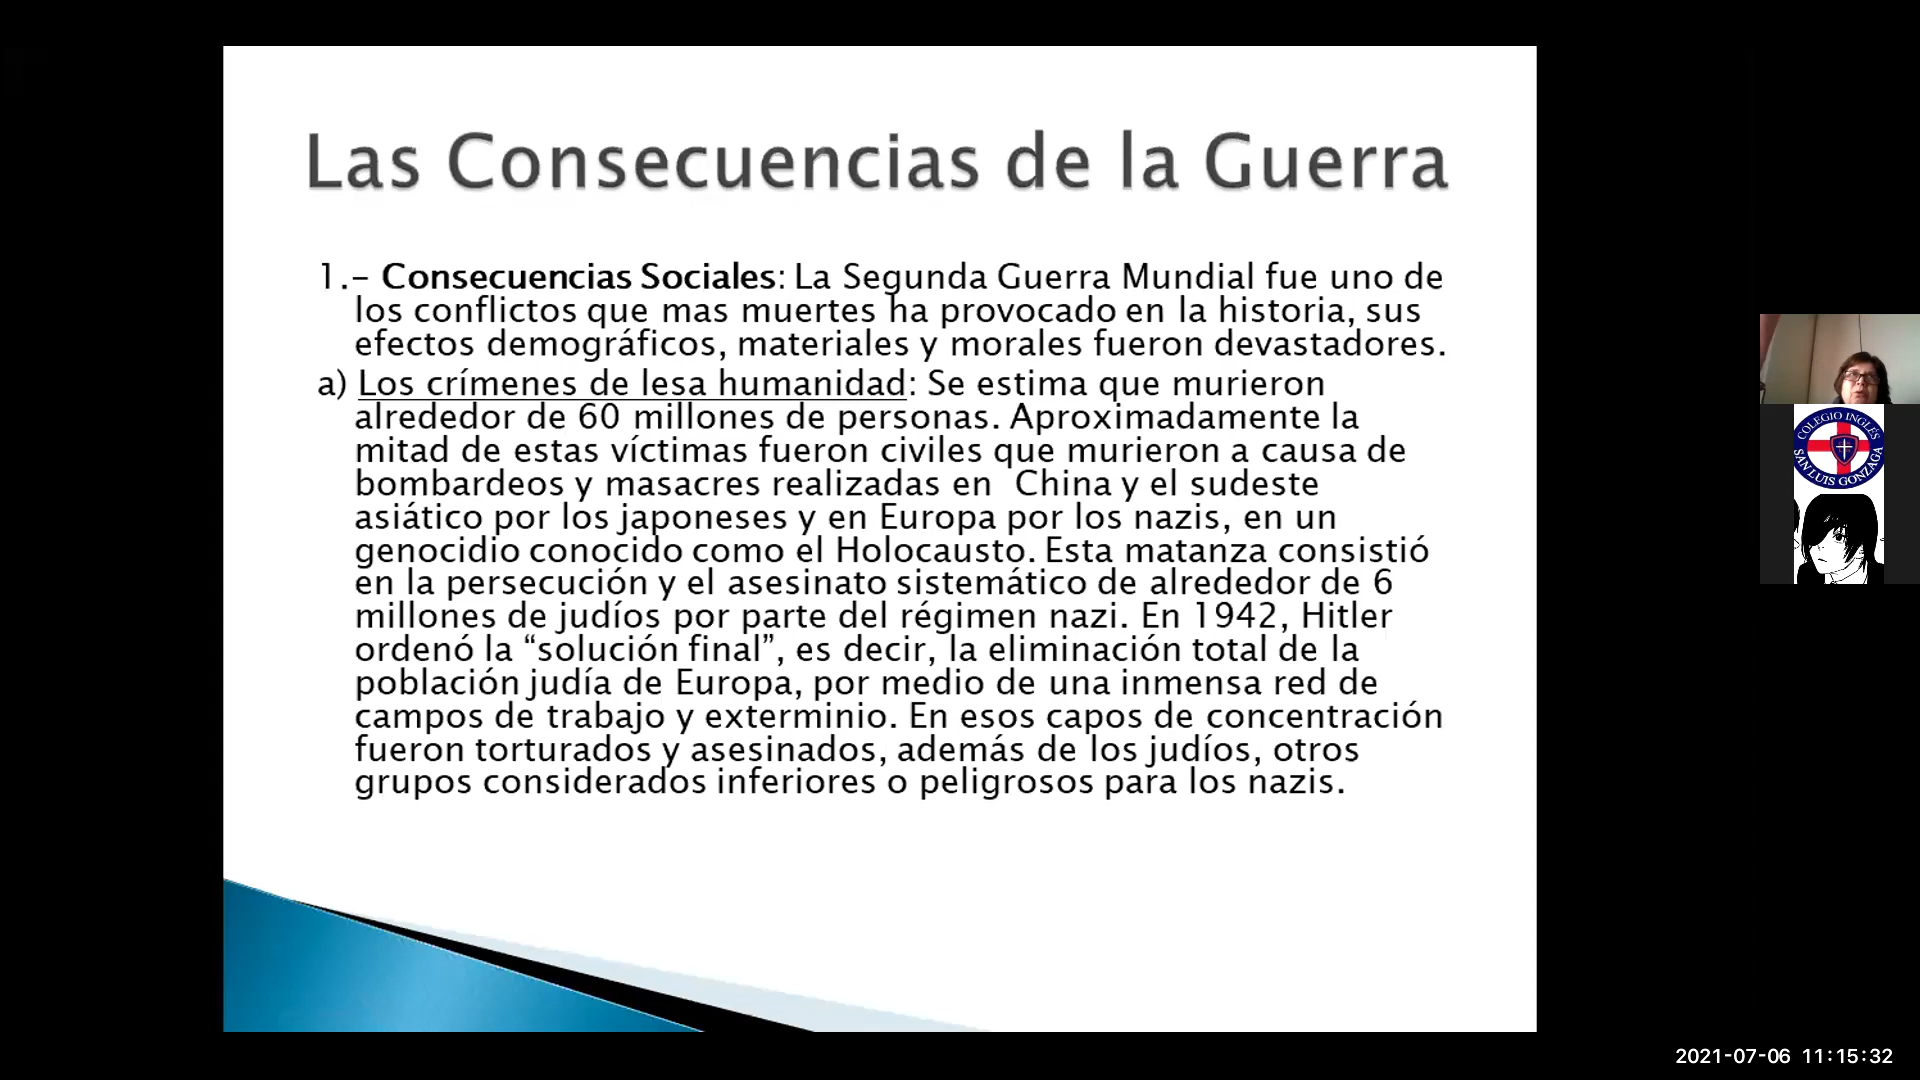 Las Consecuencias de la Guerra
1.- Consecuencias Sociales: La Segunda Guerra Mundial fue uno de
los conflictos que mas muertes ha provocado en la historia, sus
efectos demográficos, materiales y morales fueron devastadores.
a) Los crímenes de lesa humanidad: Se estima que murieron
alrededor de 60 millones de personas. Aproximadamente la
mitad de estas víctimas fueron civiles que murieron a causa de
bombardeos y masacres realizadas en China y el sudeste
asiático por los japoneses y en Europa por los nazis, en un
genocidio conocido como el Holocausto. Esta matanza consistió
en la persecución y el asesinato sistemático de alrededor de 6
millones de judíos por parte del régimen nazi. En 1942, Hitler
ordenó la “solución final”, es decir, la eliminación total de la
población judía de Europa, por medio de una inmensa red de
campos de trabajo y exterminio. En esos capos de concentración
fueron torturados y asesinados, además de los judíos, otros
grupos considerados inferiores o peligrosos para los nazis.
COLEGIO INGLÉS
SAN LUIS GONZAGA
2021-07-06 11:15:32